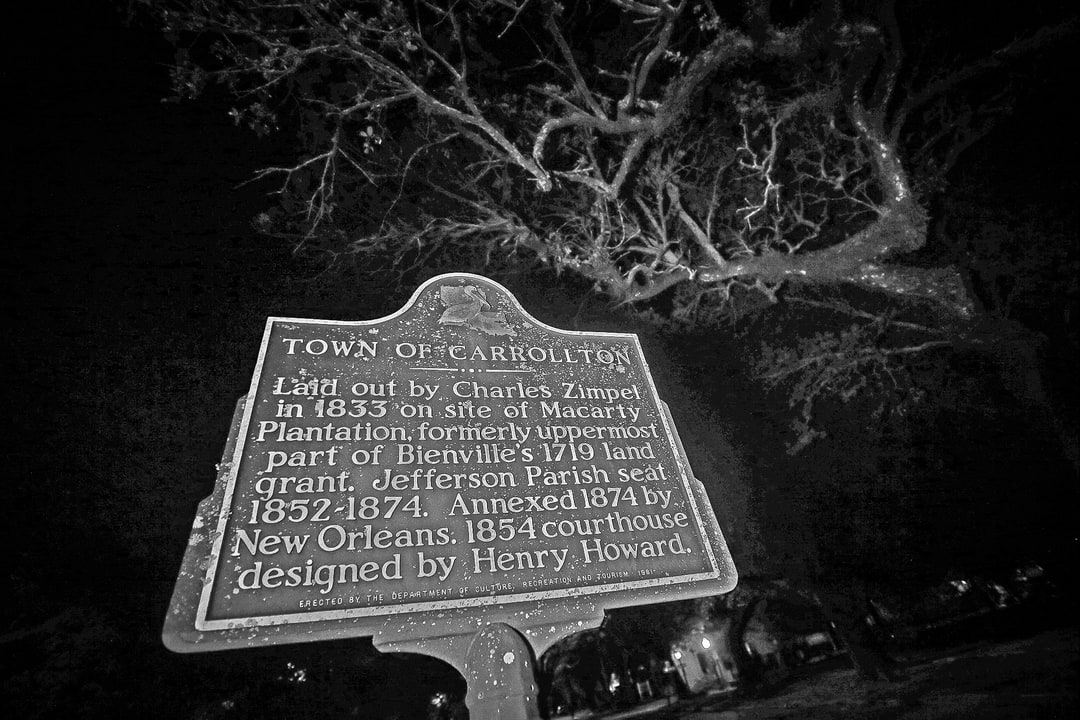 TOWN OF CARROLLTON
Laid out by Charles Zimpel
in 1833 on site of Macarty
Plantation, formerly uppermost
part of Bienville's 1719 land
grant. Jefferson Parish seat
1852-1874. Annexed 1874 by
New Orleans. 1854 courthouse
designed by Henry Howard.
ERECTED BY THE DEPARTMENT OF CULTURE, RECREATION AND TOURISM 1981